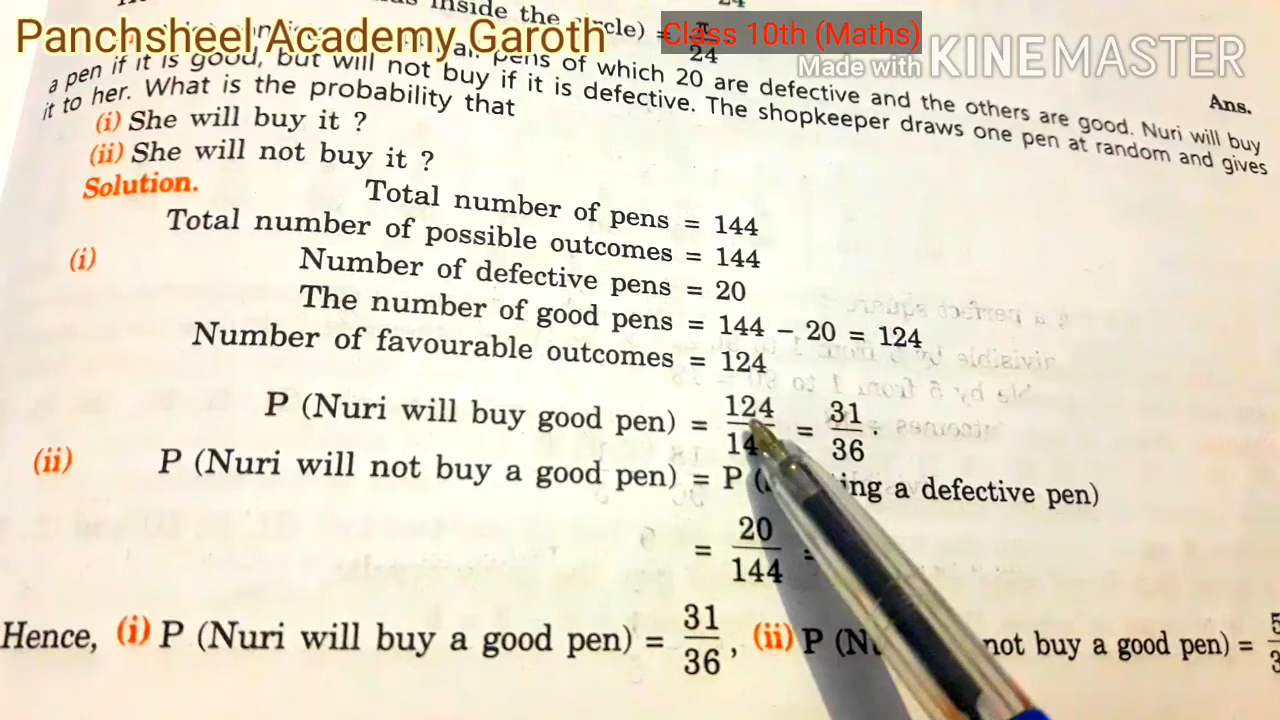 inside the circle) = π/24
Panchsheel Academy Garoth
Class 10th (Maths)
Made with KINEMASTER
Ans.
pens of which 20 are defective and the others are good. Nuri will buy
a pen if it is good, but will not buy if it is defective. The shopkeeper draws one pen at random and gives
it to her. What is the probability that
(i) She will buy it ?
(ii) She will not buy it ?
Solution.
Total number of pens = 144
Total number of possible outcomes = 144
(i) Number of defective pens = 20
The number of good pens = 144 – 20 = 124
Number of favourable outcomes = 124
P (Nuri will buy good pen) = 124/14 = 31/36.
(ii) P (Nuri will not buy a good pen) = P ( ing a defective pen)
= 20/144 =
Hence, (i) P (Nuri will buy a good pen) = 31/36, (ii) P (N not buy a good pen) = 5/3